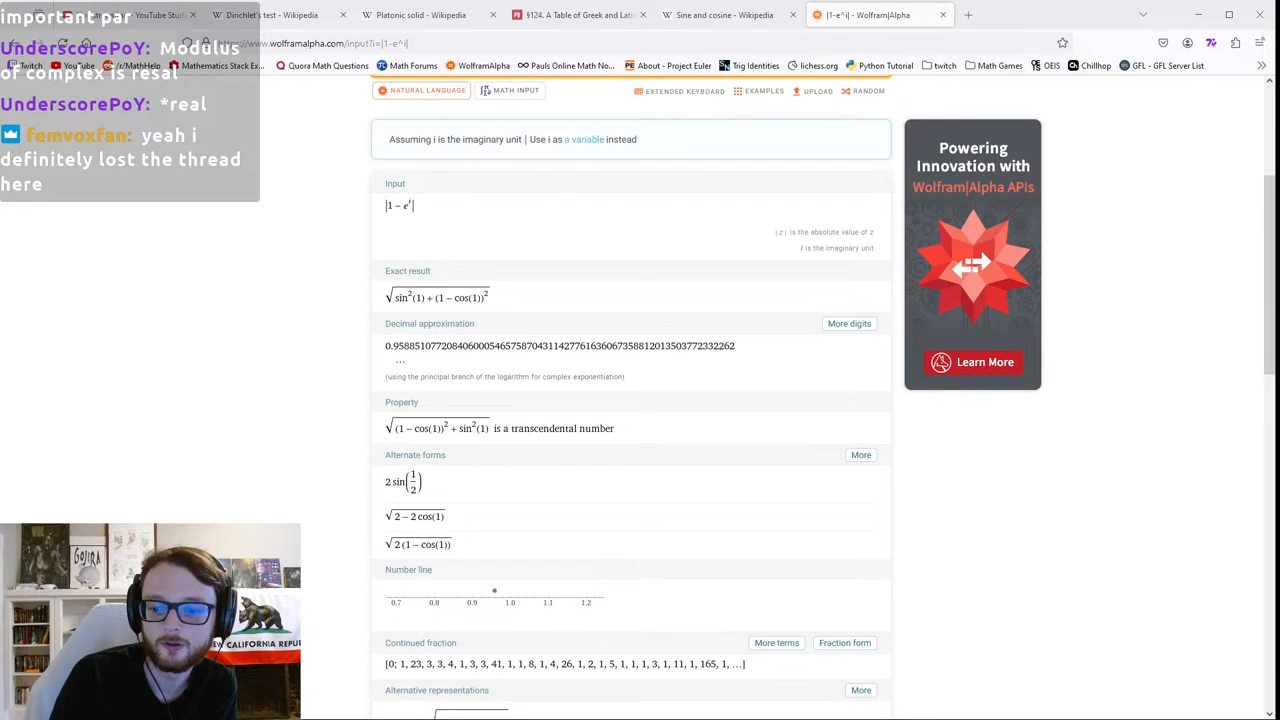 important par
UnderscorePoY: Modulus
of complex is resal
UnderscorePoY: *real
femvoxfan: yeah i
definitely lost the thread
here
YouTube Studi
Dirichlet's test - Wikipedia
Platonic solid - Wikipedia
§124. A Table of Greek and Lati
Sine and cosine - Wikipedia
|1-e^i| - Wolfram|Alpha
www.wolframalpha.com/input?i=|1-e^i|
Twitch
YouTube
r/MathHelp
Mathematics Stack Ex...
Quora Math Questions
Math Forums
WolframAlpha
Pauls Online Math No...
About - Project Euler
Trig Identities
lichess.org
Python Tutorial
twitch
Math Games
OEIS
Chillhop
GFL - GFL Server List
NATURAL LANGUAGE
MATH INPUT
EXTENDED KEYBOARD
EXAMPLES
UPLOAD
RANDOM
Assuming i is the imaginary unit | Use i as a variable instead
Input
|1 − e^i|
|z| is the absolute value of z
i is the imaginary unit
Exact result
√(sin²(1) + (1 − cos(1))²)
Decimal approximation
More digits
0.9588510772084060005465758704311427761636067358812013503772332262
...
(using the principal branch of the logarithm for complex exponentiation)
Property
√((1 − cos(1))² + sin²(1)) is a transcendental number
Alternate forms
More
2 sin(1/2)
√(2 − 2 cos(1))
√(2 (1 − cos(1)))
Number line
0.7 0.8 0.9 1.0 1.1 1.2
Continued fraction
More terms
Fraction form
[0; 1, 23, 3, 3, 4, 1, 3, 3, 41, 1, 1, 8, 1, 4, 26, 1, 2, 1, 5, 1, 1, 1, 3, 1, 11, 1, 165, 1, …]
Alternative representations
More
Powering
Innovation with
Wolfram|Alpha APIs
Learn More
GOJIRA
NEW CALIFORNIA REPU